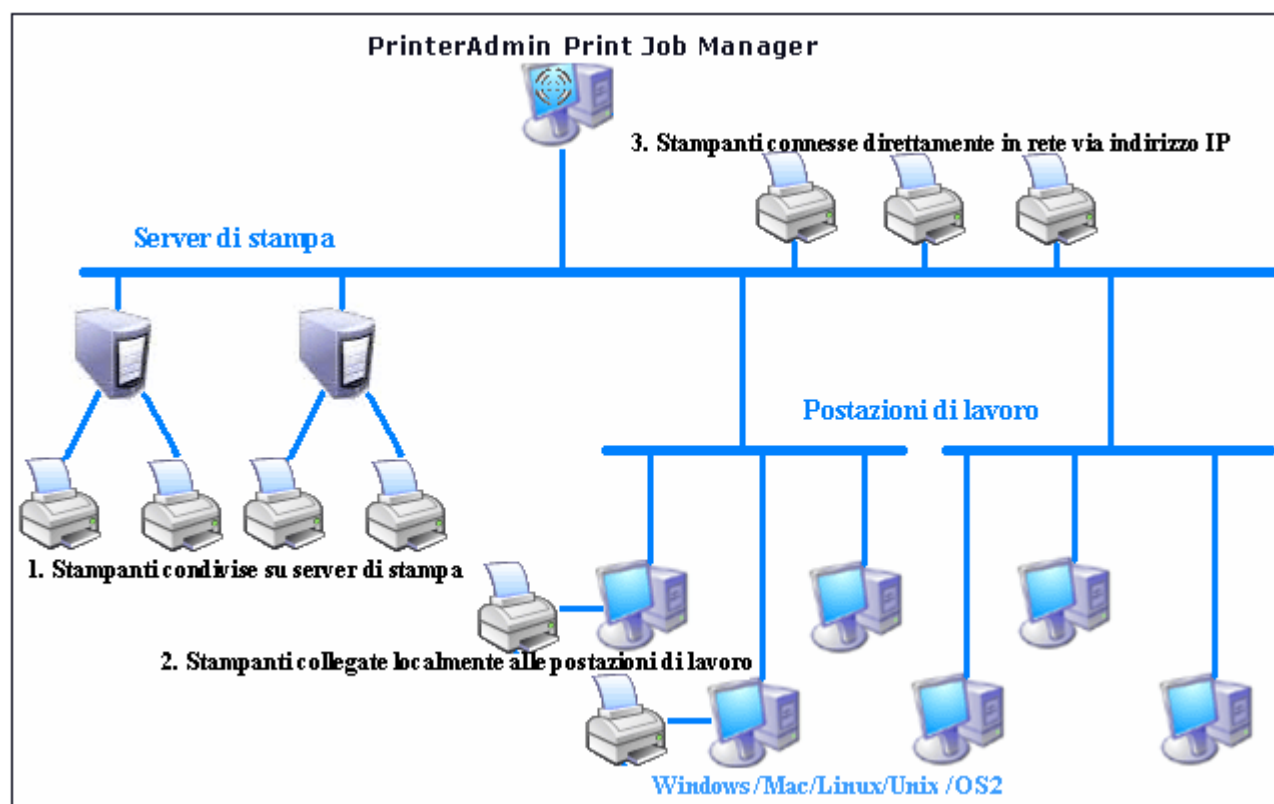 PrinterAdmin Print Job Manager
3. Stampanti connesse direttamente in rete via indirizzo IP
Server di stampa
Postazioni di lavoro
1. Stampanti condivise su server di stampa
2. Stampanti collegate localmente alle postazioni di lavoro
Windows/Mac/Linux/Unix /OS2